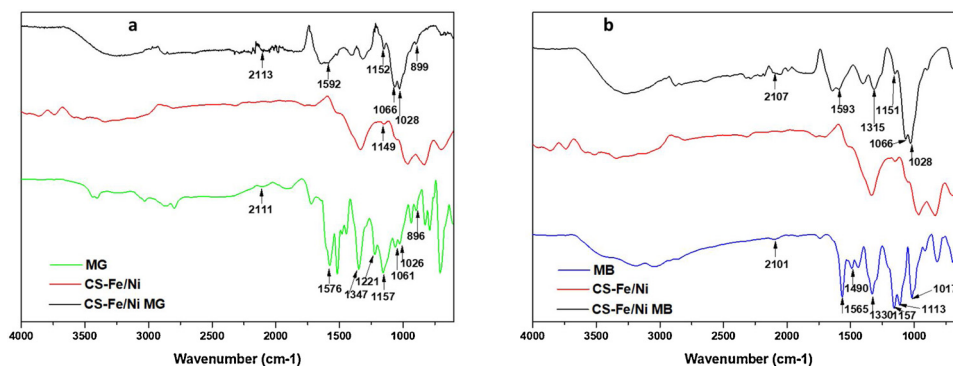 a
2113
1592
1152
899
1066
1028
1149
2111
896
1026
1061
1221
1576
1347
1157
MG
CS-Fe/Ni
CS-Fe/Ni MG
4000 3500 3000 2500 2000 1500 1000
Wavenumber (cm-1)
b
2107
1593
1151
1315
1066
1028
2101
1490
1017
1565
1330
1157
1113
MB
CS-Fe/Ni
CS-Fe/Ni MB
4000 3500 3000 2500 2000 1500 1000
Wavenumber (cm-1)